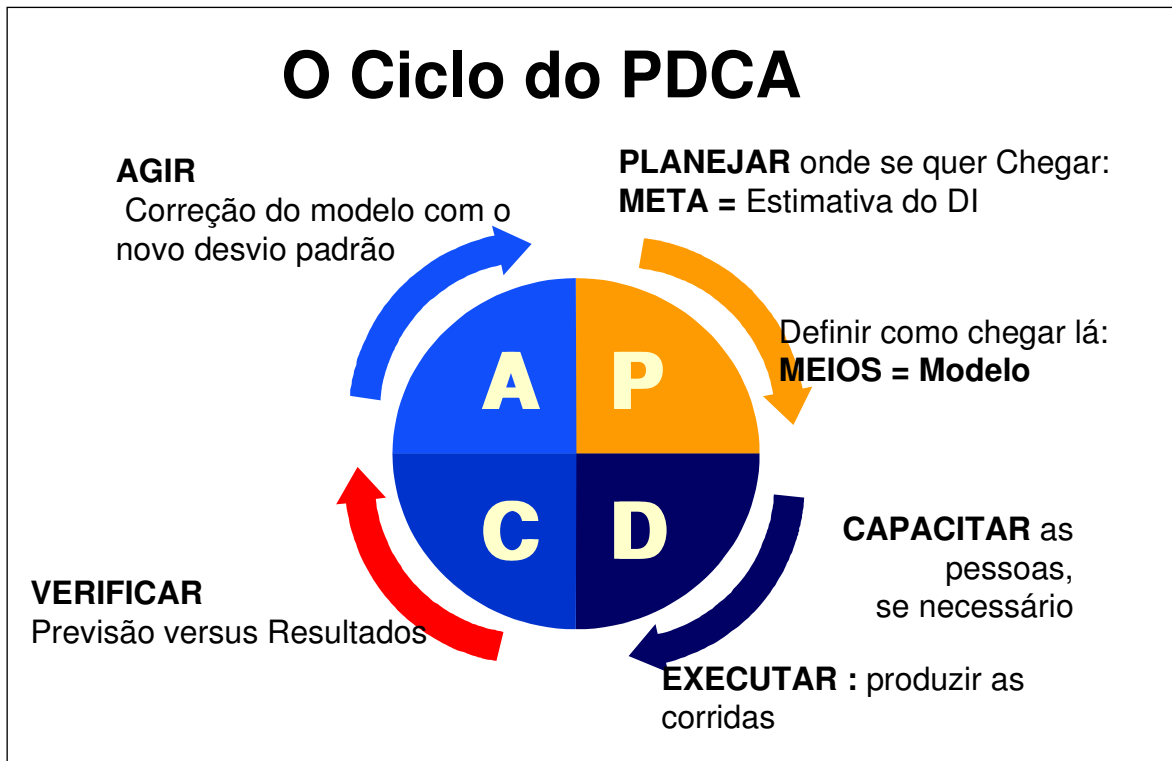 O Ciclo do PDCA
AGIR
Correção do modelo com o
novo desvio padrão
PLANEJAR onde se quer Chegar:
META = Estimativa do DI
Definir como chegar lá:
MEIOS = Modelo
A
P
C
D
CAPACITAR as
pessoas,
se necessário
VERIFICAR
Previsão versus Resultados
EXECUTAR : produzir as
corridas